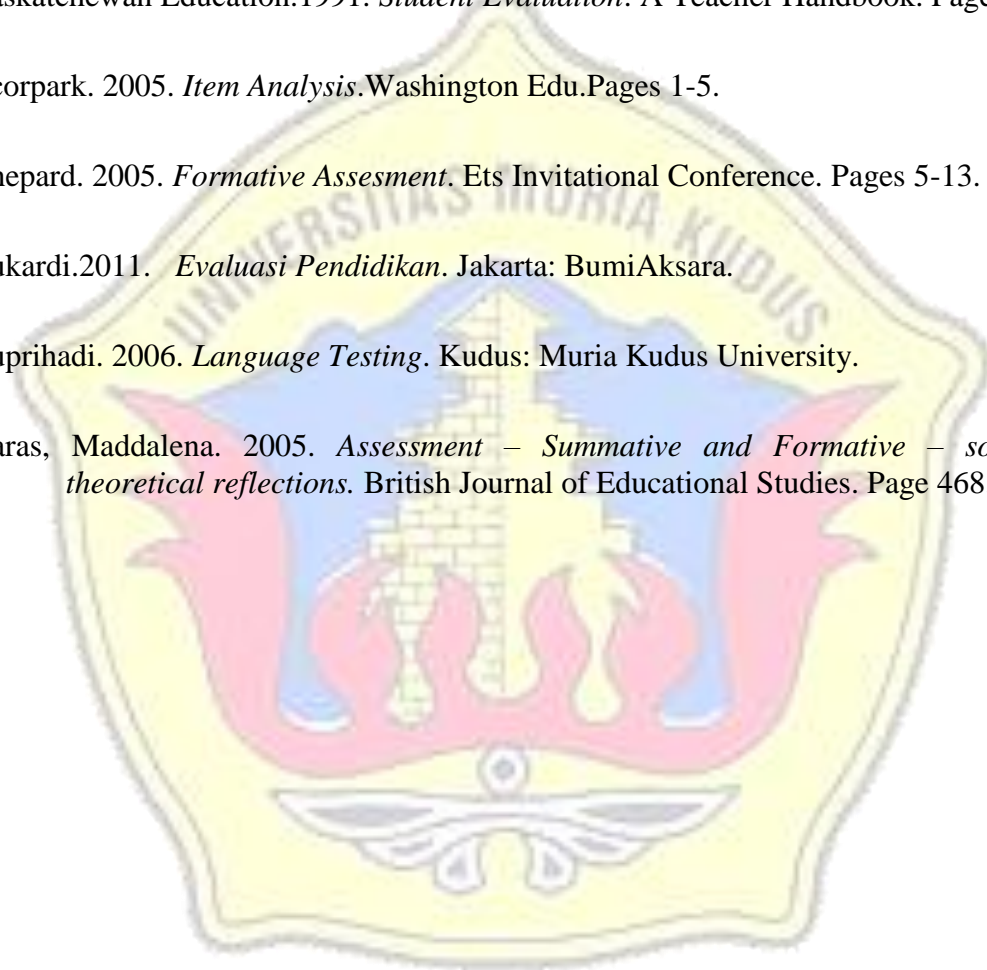 askatchewan Education.1991. Student Evaluation: A Teacher Handbook. Page
corpark. 2005. Item Analysis.Washington Edu.Pages 1-5.
hepard. 2005. Formative Assesment. Ets Invitational Conference. Pages 5-13.
UNIVERSITAS MURIA KUDUS
ukardi.2011. Evaluasi Pendidikan. Jakarta: BumiAksara.
uprihadi. 2006. Language Testing. Kudus: Muria Kudus University.
aras, Maddalena. 2005. Assessment – Summative and Formative – so
theoretical reflections. British Journal of Educational Studies. Page 468